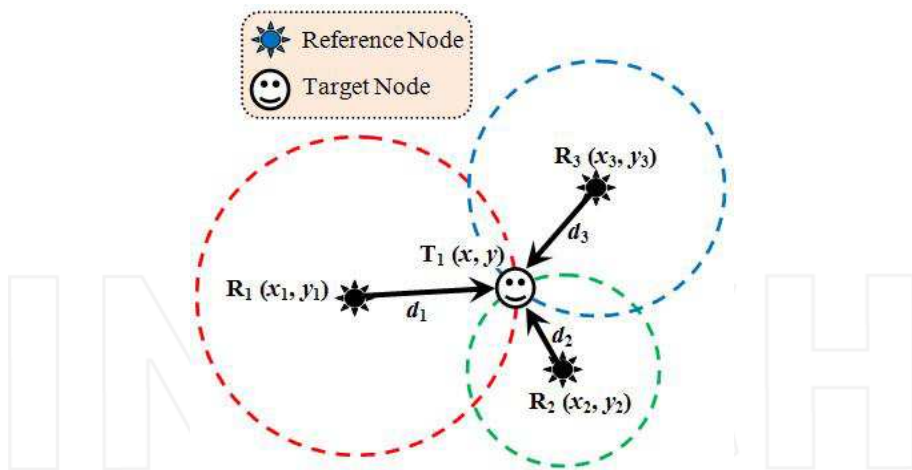 Reference Node
Target Node
R₃ (x₃, y₃)
d₃
T₁ (x, y)
R₁ (x₁, y₁)
d₁
d₂
R₂ (x₂, y₂)